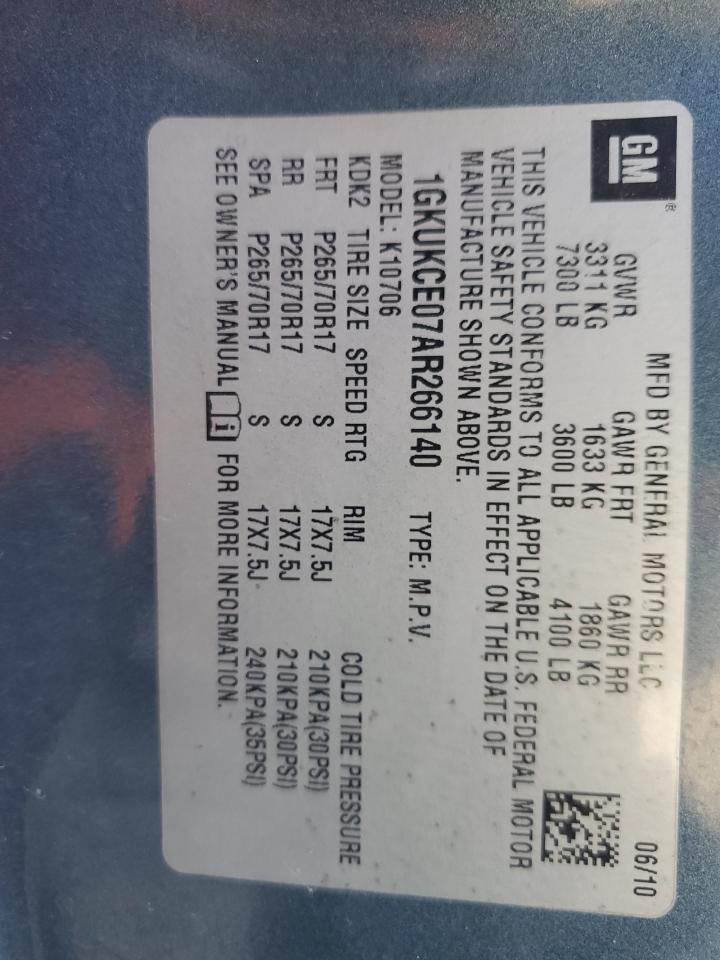 GM®
MFD BY GENERAL MOTORS LLC 06/10
GVWR GAWR FRT GAWR RR
3311 KG 1633 KG 1860 KG
7300 LB 3600 LB 4100 LB
THIS VEHICLE CONFORMS TO ALL APPLICABLE U.S. FEDERAL MOTOR
VEHICLE SAFETY STANDARDS IN EFFECT ON THE DATE OF
MANUFACTURE SHOWN ABOVE.
1GKUKCE07AR266140 TYPE: M.P.V.
MODEL: K10706
KDK2 TIRE SIZE SPEED RTG RIM COLD TIRE PRESSURE
FRT P265/70R17 S 17X7.5J 210KPA(30PSI)
RR P265/70R17 S 17X7.5J 210KPA(30PSI)
SPA P265/70R17 S 17X7.5J 240KPA(35PSI)
SEE OWNER'S MANUAL i FOR MORE INFORMATION.